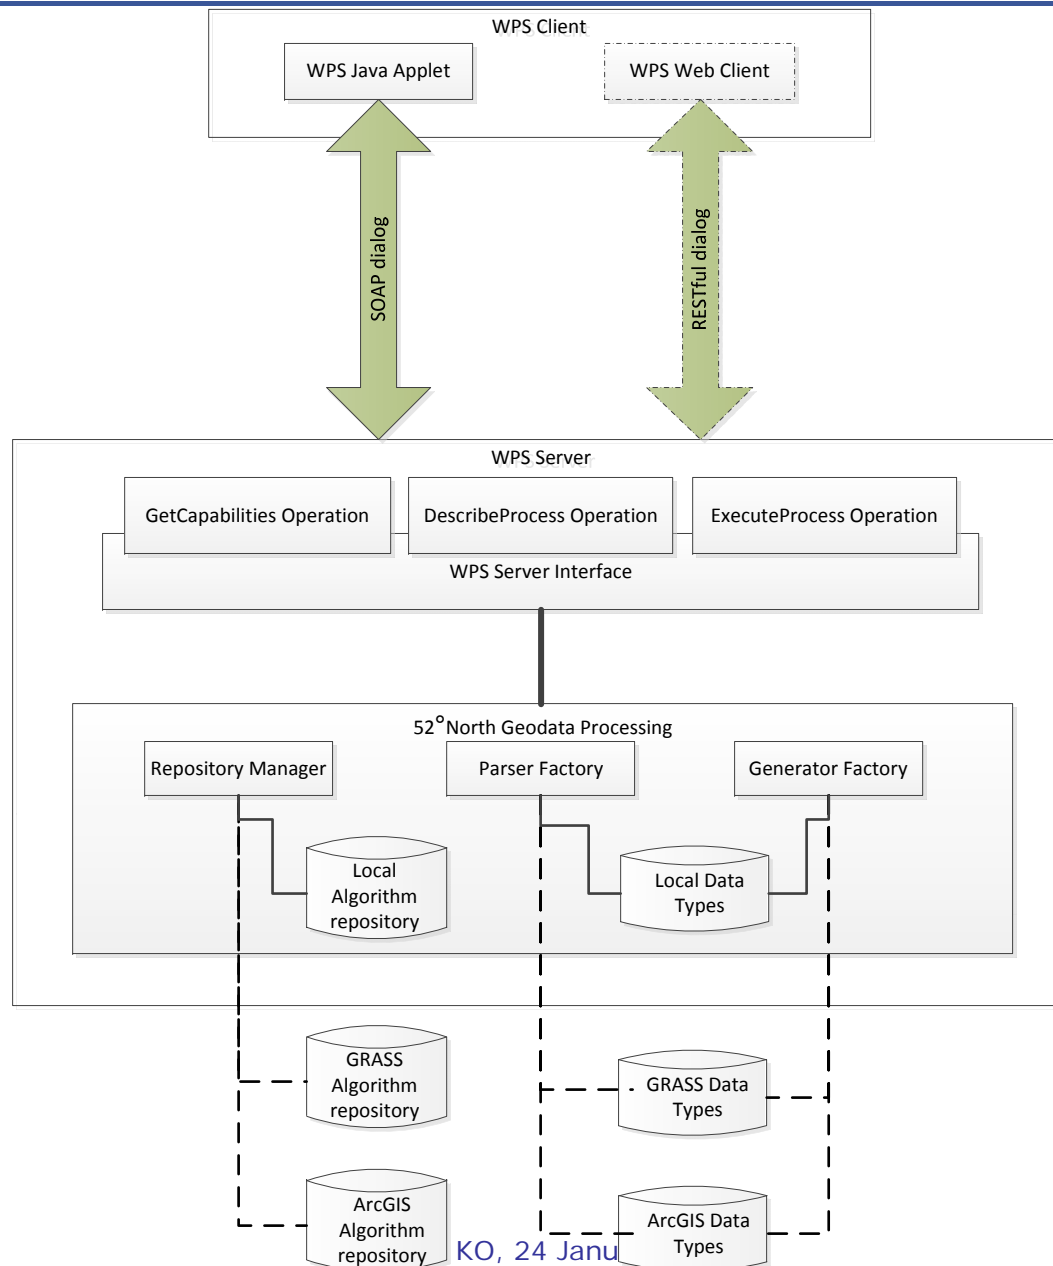 WPS Client
WPS Java Applet
WPS Web Client
SOAP dialog
RESTful dialog
WPS Server
GetCapabilities Operation
DescribeProcess Operation
ExecuteProcess Operation
WPS Server Interface
52°North Geodata Processing
Repository Manager
Parser Factory
Generator Factory
Local
Algorithm
repository
Local Data
Types
GRASS
Algorithm
repository
GRASS Data
Types
ArcGIS
Algorithm
repository
ArcGIS Data
Types
KO, 24 Janu